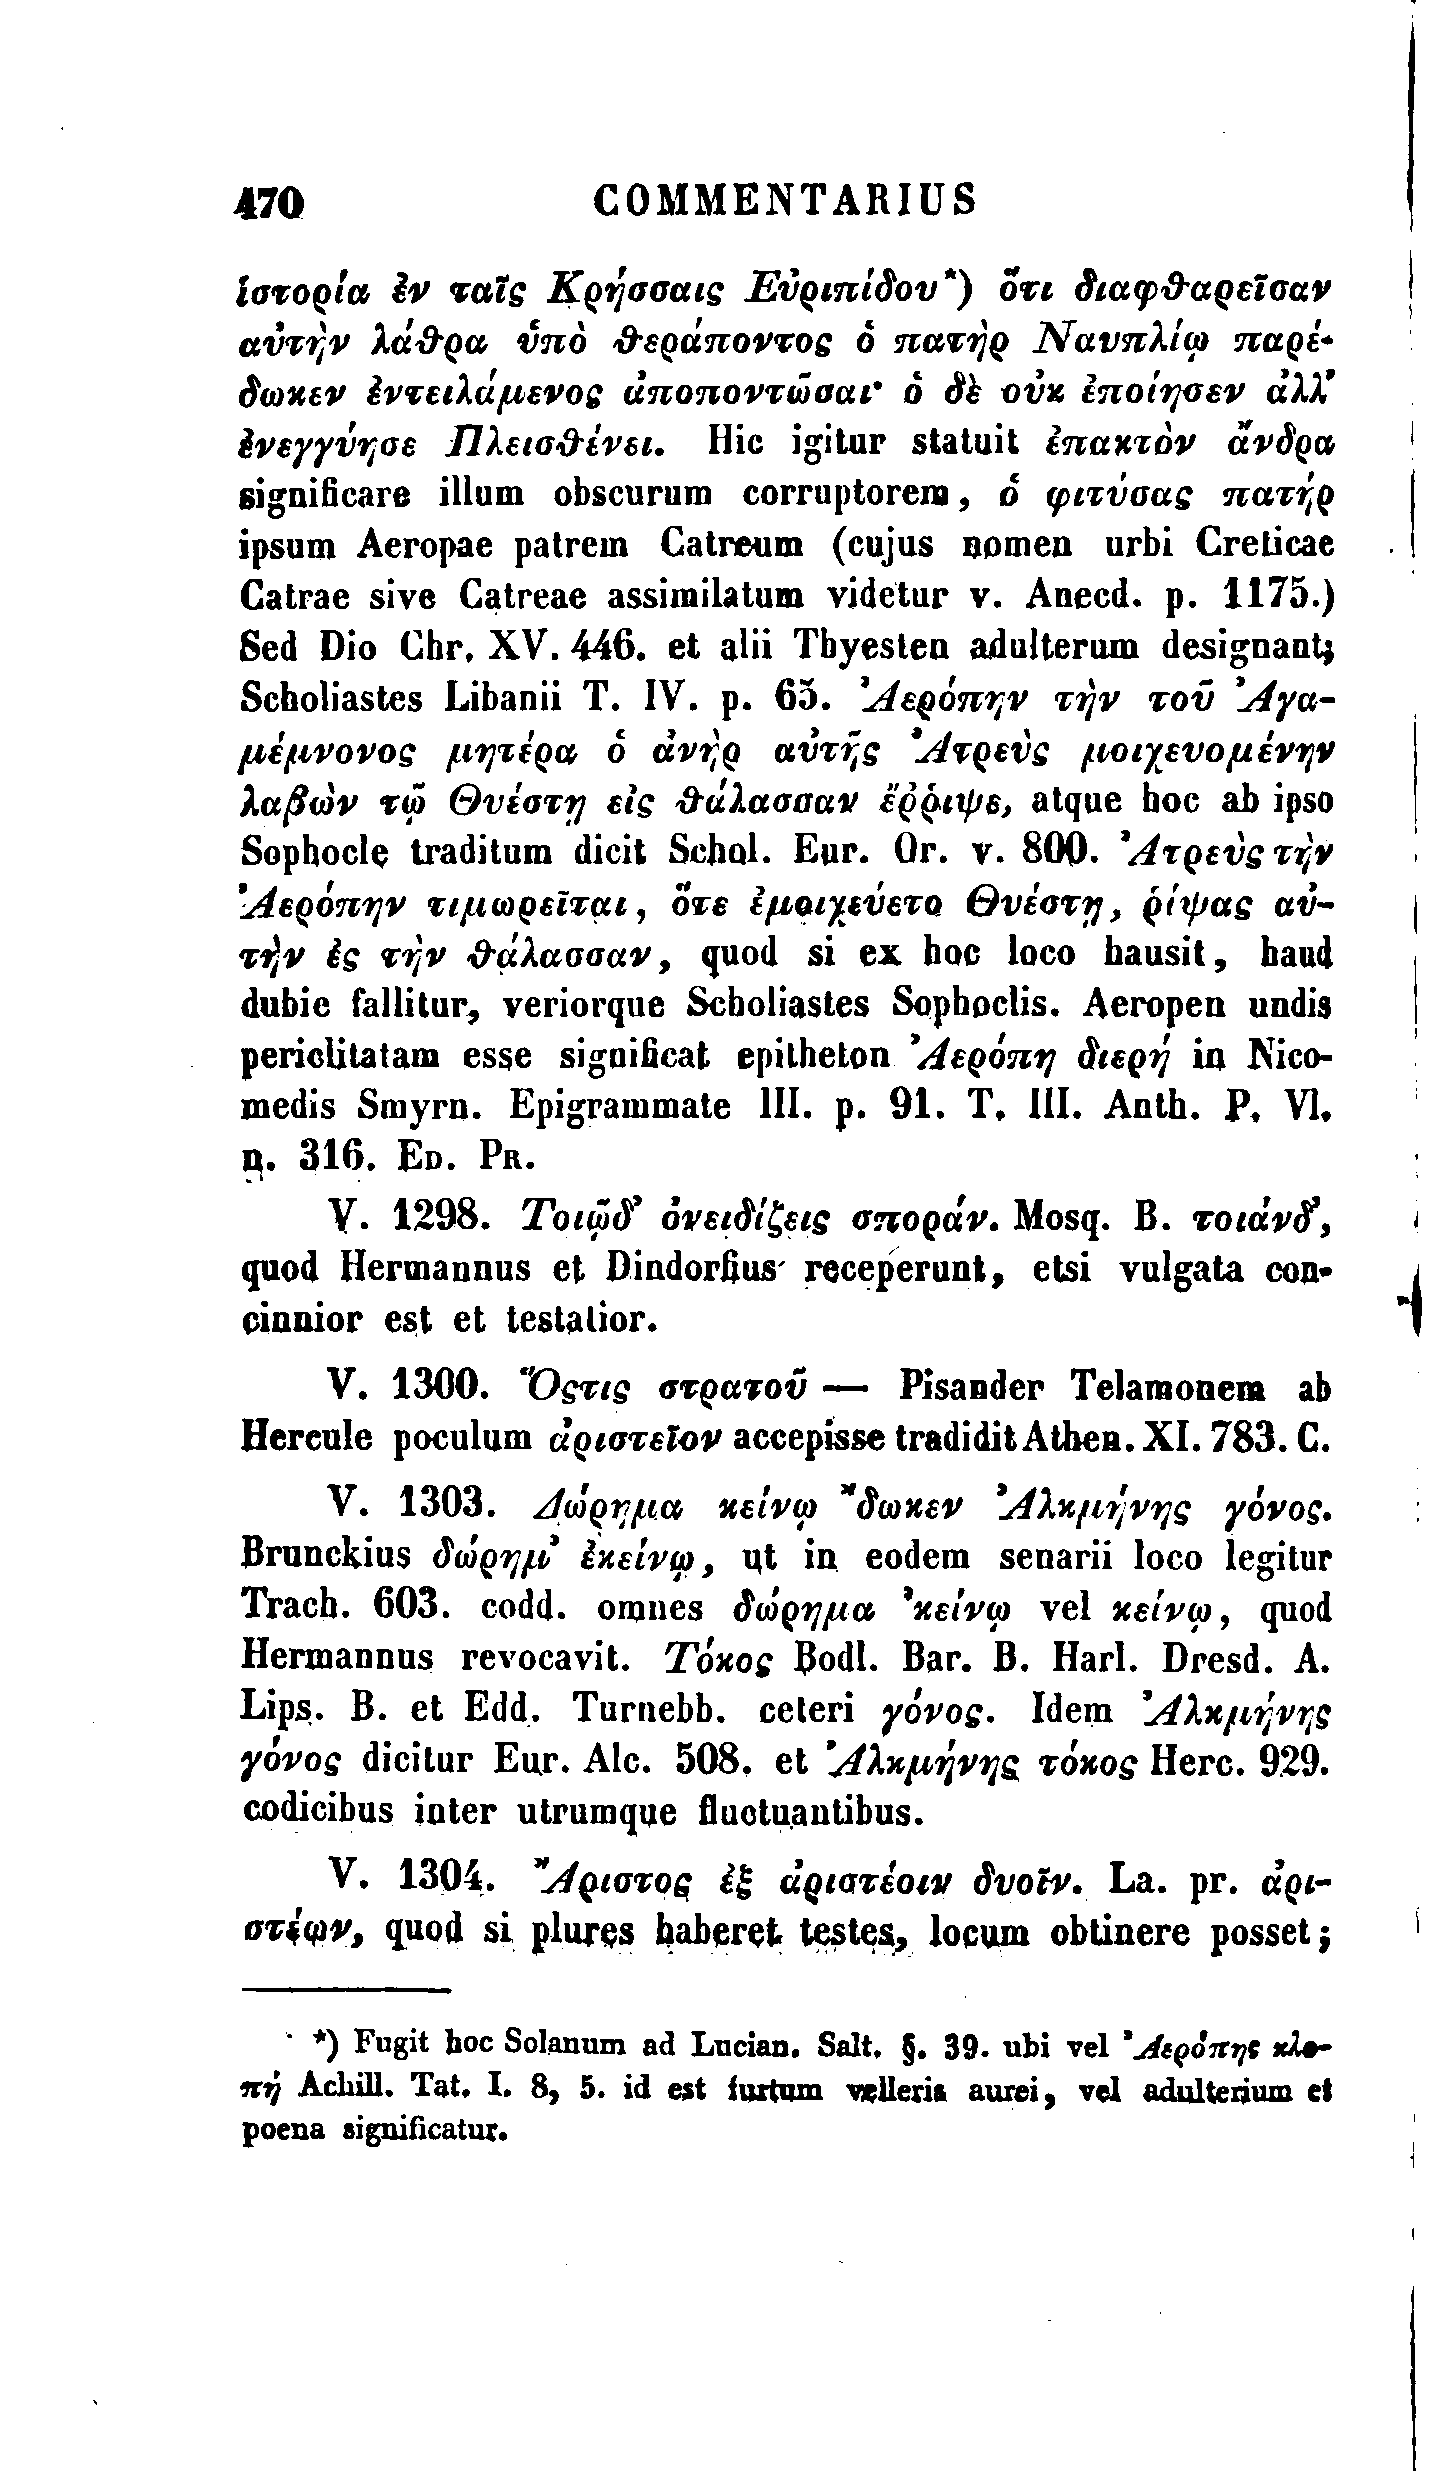 470 COMMENTARIUS
ἱστορία ἐν ταῖς Κρήσσαις Εὐριπίδου*) ὅτι διαφθαρεῖσαν
αὐτὴν λάθρα ὑπὸ θεράποντος ὁ πατὴρ Ναυπλίῳ παρέ-
δωκεν ἐντειλάμενος ἀποποντῶσαι· ὁ δὲ οὐκ ἐποίησεν ἀλλ’
ἐνεγγύησε Πλεισθένει. Hic igitur statuit ἐπακτὸν ἄνδρα
significare illum obscurum corruptorem, ὁ φιτύσας πατήρ
ipsum Aeropae patrem Catreum (cujus nomen urbi Creticae
Catrae sive Catreae assimilatum videtur v. Anecd. p. 1175.)
Sed Dio Chr. XV. 446. et alii Thyesten adulterum designant;
Scholiastes Libanii T. IV. p. 65. Ἀερόπην τὴν τοῦ Ἀγα-
μέμνονος μητέρα ὁ ἀνὴρ αὐτῆς Ἀτρεὺς μοιχευομένην
λαβὼν τῷ Θυέστῃ εἰς θάλασσαν ἔῤῥιψε, atque hoc ab ipso
Sophocle traditum dicit Schol. Eur. Or. v. 800. Ἀτρεὺς τὴν
Ἀερόπην τιμωρεῖται, ὅτε ἐμοιχεύετο Θυέστῃ, ῥίψας αὐ-
τὴν ἐς τὴν θάλασσαν, quod si ex hoc loco hausit, haud
dubie fallitur, veriorque Scholiastes Sophoclis. Aeropen undis
periclitatam esse significat epitheton Ἀερόπη διερή in Nico-
medis Smyrn. Epigrammate III. p. 91. T. III. Anth. P. VI.
n. 316. ED. PR.
V. 1298. Τοιῷδ’ ὀνειδίζεις σποράν. Mosq. B. τοιάνδ’,
quod Hermannus et Dindorfius receperunt, etsi vulgata con-
cinnior est et testatior.
V. 1300. Ὅςτις στρατοῦ — Pisander Telamonem ab
Hercule poculum ἀριστεῖον accepisse tradidit Athen. XI. 783. C.
V. 1303. Δώρημα κείνῳ ῎δωκεν Ἀλκμήνης γόνος.
Brunckius δώρημ’ ἐκείνῳ, ut in eodem senarii loco legitur
Trach. 603. codd. omnes δώρημα ’κείνῳ vel κείνῳ, quod
Hermannus revocavit. Τόκος Bodl. Bar. B. Harl. Dresd. A.
Lips. B. et Edd. Turnebb. ceteri γόνος. Idem Ἀλκμήνης
γόνος dicitur Eur. Alc. 508. et Ἀλκμήνης τόκος Herc. 929.
codicibus inter utrumque fluctuantibus.
V. 1304. Ἄριστος ἐξ ἀριστέοιν δυοῖν. La. pr. ἀρι-
στέων, quod si plures haberet testes, locum obtinere posset;
*) Fugit hoc Solanum ad Lucian. Salt. §. 39. ubi vel Ἀερόπης κλο-
πή Achill. Tat. I. 8, 5. id est furtum velleris aurei, vel adulterium et
poena significatur.